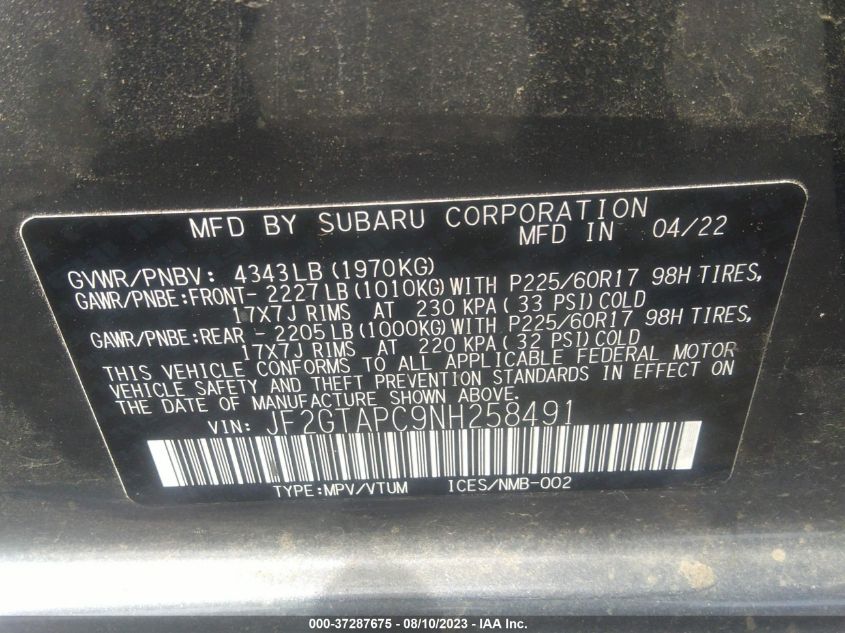 MFD BY SUBARU CORPORATION
MFD IN 04/22
GVWR/PNBV: 4343LB(1970KG)
GAWR/PNBE:FRONT- 2227LB(1010KG)WITH P225/60R17 98H TIRES,
17X7J RIMS AT 230 KPA( 33 PSI)COLD
GAWR/PNBE:REAR - 2205LB(1000KG)WITH P225/60R17 98H TIRES,
17X7J RIMS AT 220 KPA( 32 PSI)COLD
THIS VEHICLE CONFORMS TO ALL APPLICABLE FEDERAL MOTOR
VEHICLE SAFETY AND THEFT PREVENTION STANDARDS IN EFFECT ON
THE DATE OF MANUFACTURE SHOWN ABOVE.
VIN: JF2GTAPC9NH258491
TYPE:MPV/VTUM ICES/NMB-002
000-37287675 - 08/10/2023 - IAA Inc.